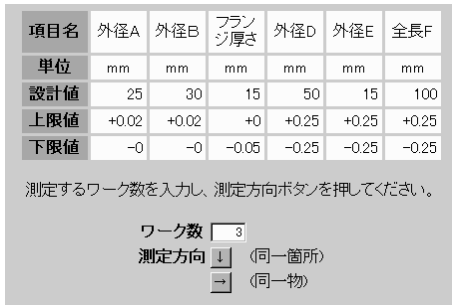 項目名 外径A 外径B フランジ厚さ 外径D 外径E 全長F
単位 mm mm mm mm mm mm
設計値 25 30 15 50 15 100
上限値 +0.02 +0.02 +0 +0.25 +0.25 +0.25
下限値 -0 -0 -0.05 -0.25 -0.25 -0.25
測定するワーク数を入力し、測定方向ボタンを押してください。
ワーク数 3
測定方向 ↓ (同一箇所)
→ (同一物)